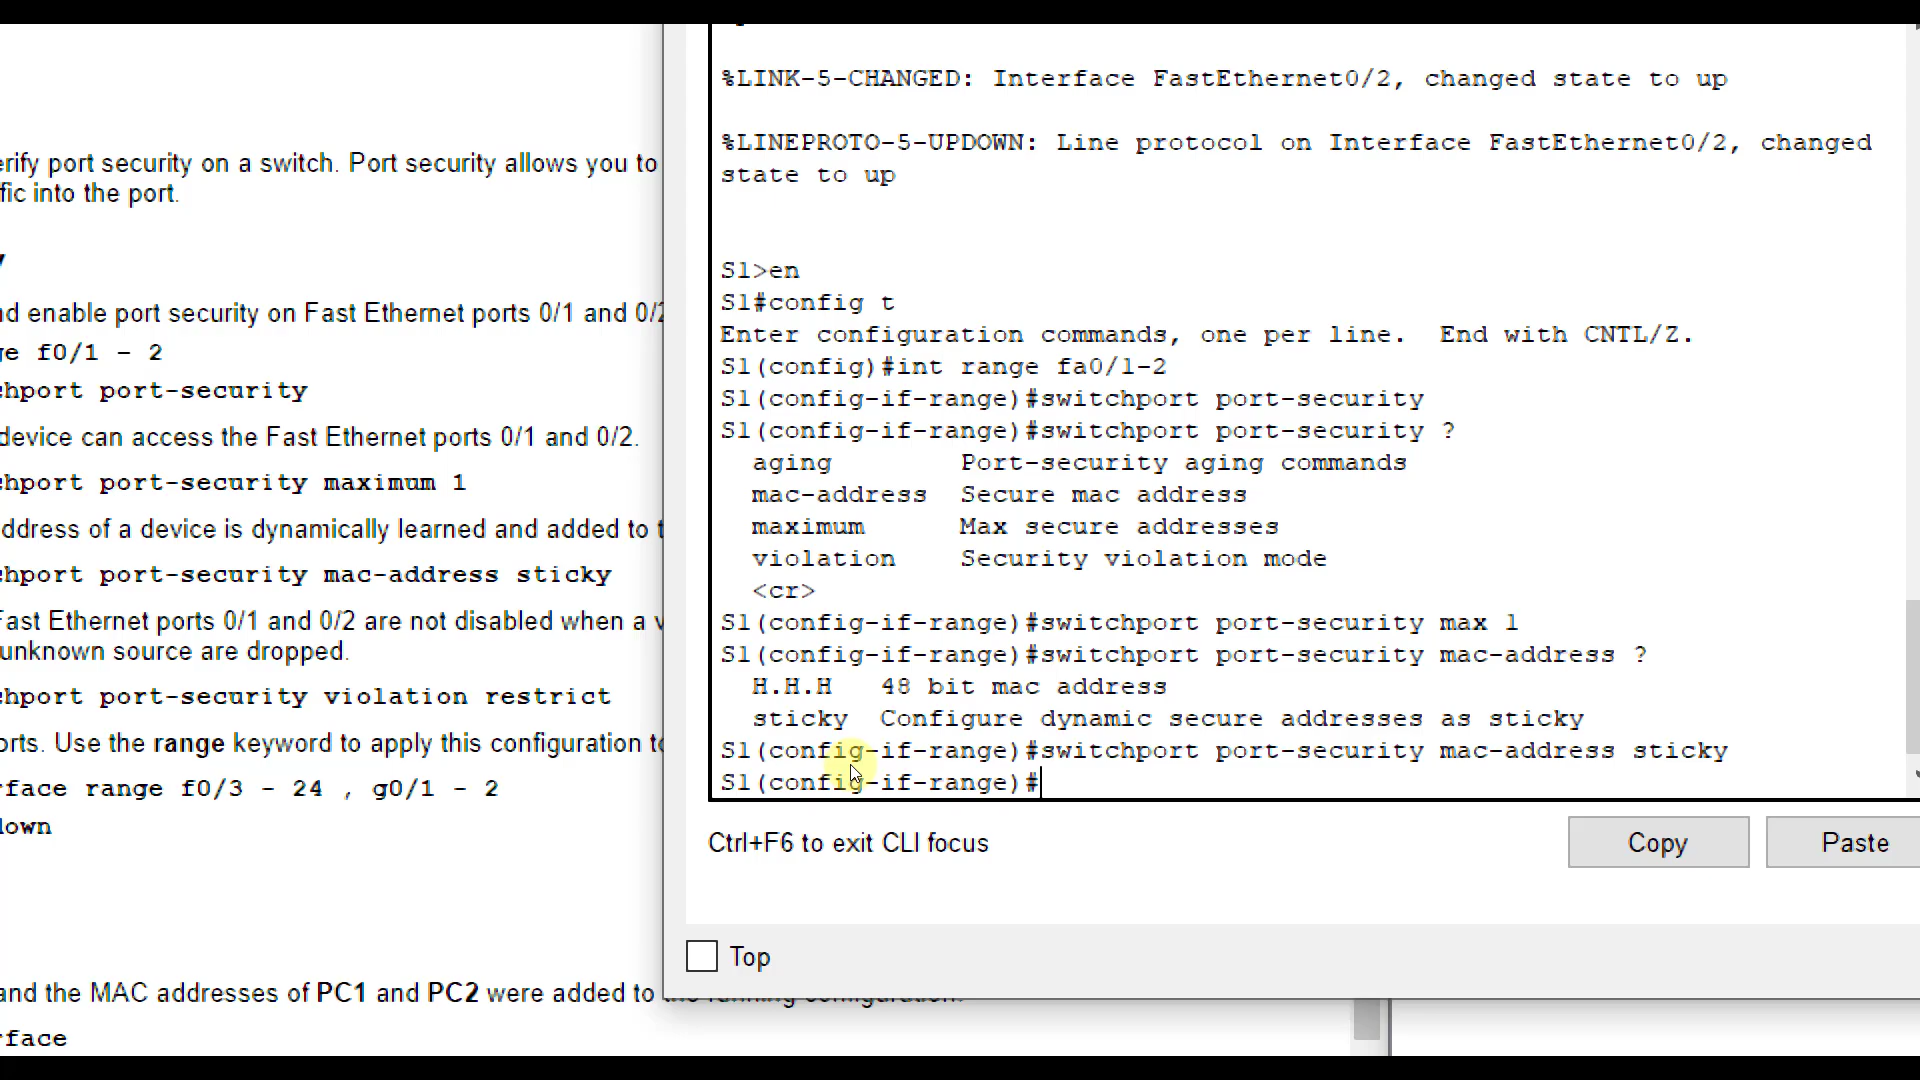 erify port security on a switch. Port security allows you to
fic into the port.
y
nd enable port security on Fast Ethernet ports 0/1 and 0/2
ge f0/1 – 2
chport port-security
device can access the Fast Ethernet ports 0/1 and 0/2.
chport port-security maximum 1
ddress of a device is dynamically learned and added to t
chport port-security mac-address sticky
Fast Ethernet ports 0/1 and 0/2 are not disabled when a v
unknown source are dropped.
chport port-security violation restrict
orts. Use the range keyword to apply this configuration to
rface range f0/3 – 24 , g0/1 – 2
down
and the MAC addresses of PC1 and PC2 were added to the running configuration.
rface
%LINK-5-CHANGED: Interface FastEthernet0/2, changed state to up
%LINEPROTO-5-UPDOWN: Line protocol on Interface FastEthernet0/2, changed
state to up
S1>en
S1#config t
Enter configuration commands, one per line.  End with CNTL/Z.
S1(config)#int range fa0/1-2
S1(config-if-range)#switchport port-security
S1(config-if-range)#switchport port-security ?
aging Port-security aging commands
mac-address Secure mac address
maximum Max secure addresses
violation Security violation mode
<cr>
S1(config-if-range)#switchport port-security max 1
S1(config-if-range)#switchport port-security mac-address ?
H.H.H 48 bit mac address
sticky Configure dynamic secure addresses as sticky
S1(config-if-range)#switchport port-security mac-address sticky
S1(config-if-range)#
Ctrl+F6 to exit CLI focus
Copy
Paste
Top